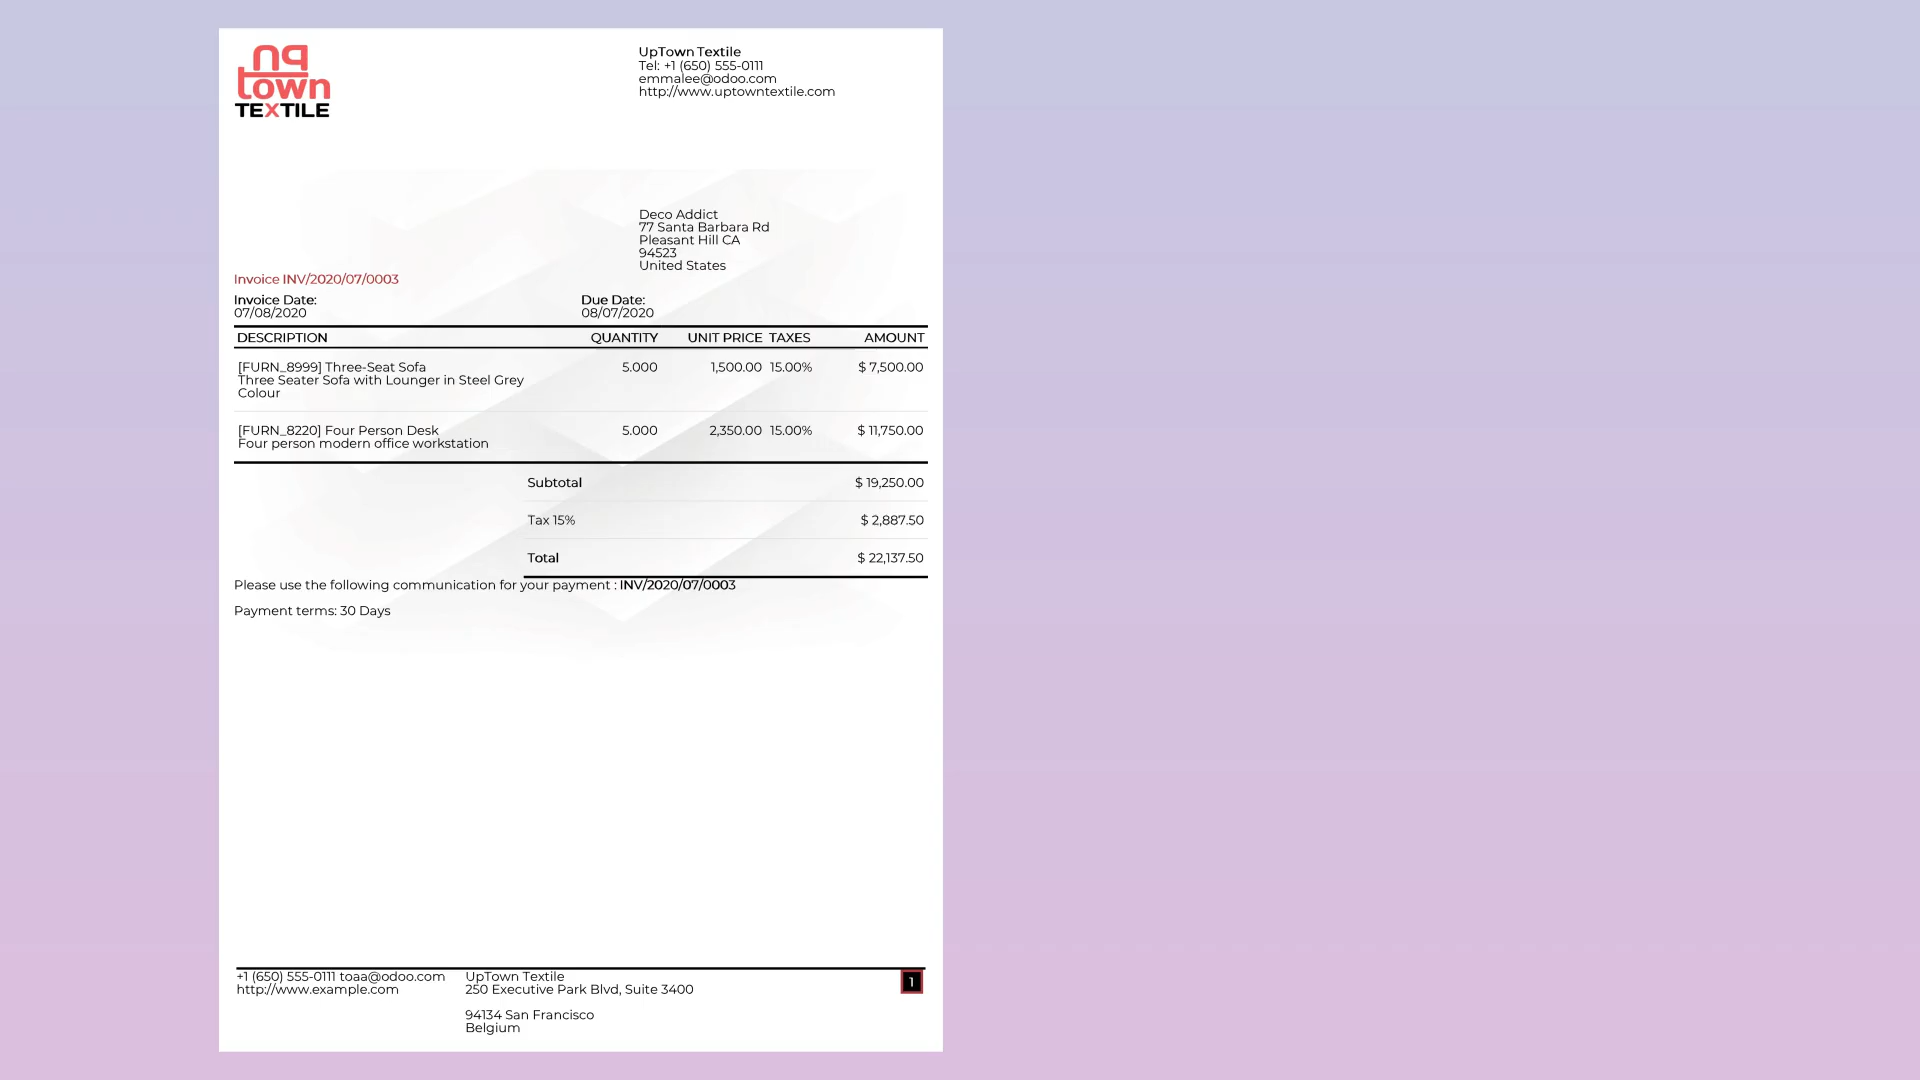 up
town
TEXTILE
UpTown Textile
Tel: +1 (650) 555-0111
emmalee@odoo.com
http://www.uptowntextile.com
Deco Addict
77 Santa Barbara Rd
Pleasant Hill CA
94523
United States
Invoice INV/2020/07/0003
Invoice Date: Due Date:
07/08/2020 08/07/2020
DESCRIPTION QUANTITY UNIT PRICE TAXES AMOUNT
[FURN_8999] Three-Seat Sofa 5.000 1,500.00 15.00% $ 7,500.00
Three Seater Sofa with Lounger in Steel Grey
Colour
[FURN_8220] Four Person Desk 5.000 2,350.00 15.00% $ 11,750.00
Four person modern office workstation
Subtotal $ 19,250.00
Tax 15% $ 2,887.50
Total $ 22,137.50
Please use the following communication for your payment : INV/2020/07/0003
Payment terms: 30 Days
+1 (650) 555-0111 toaa@odoo.com UpTown Textile 1
http://www.example.com 250 Executive Park Blvd, Suite 3400
94134 San Francisco
Belgium